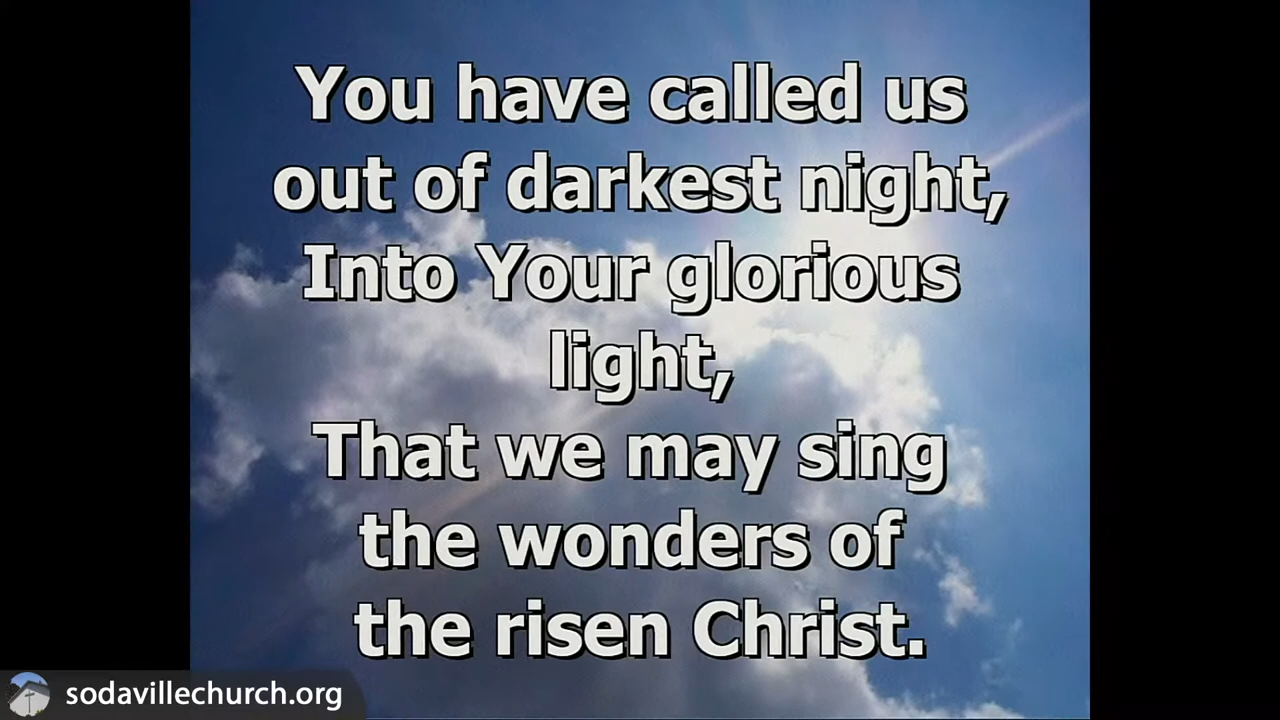 You have called us
out of darkest night,
Into Your glorious
light,
That we may sing
the wonders of
the risen Christ.
sodavillechurch.org